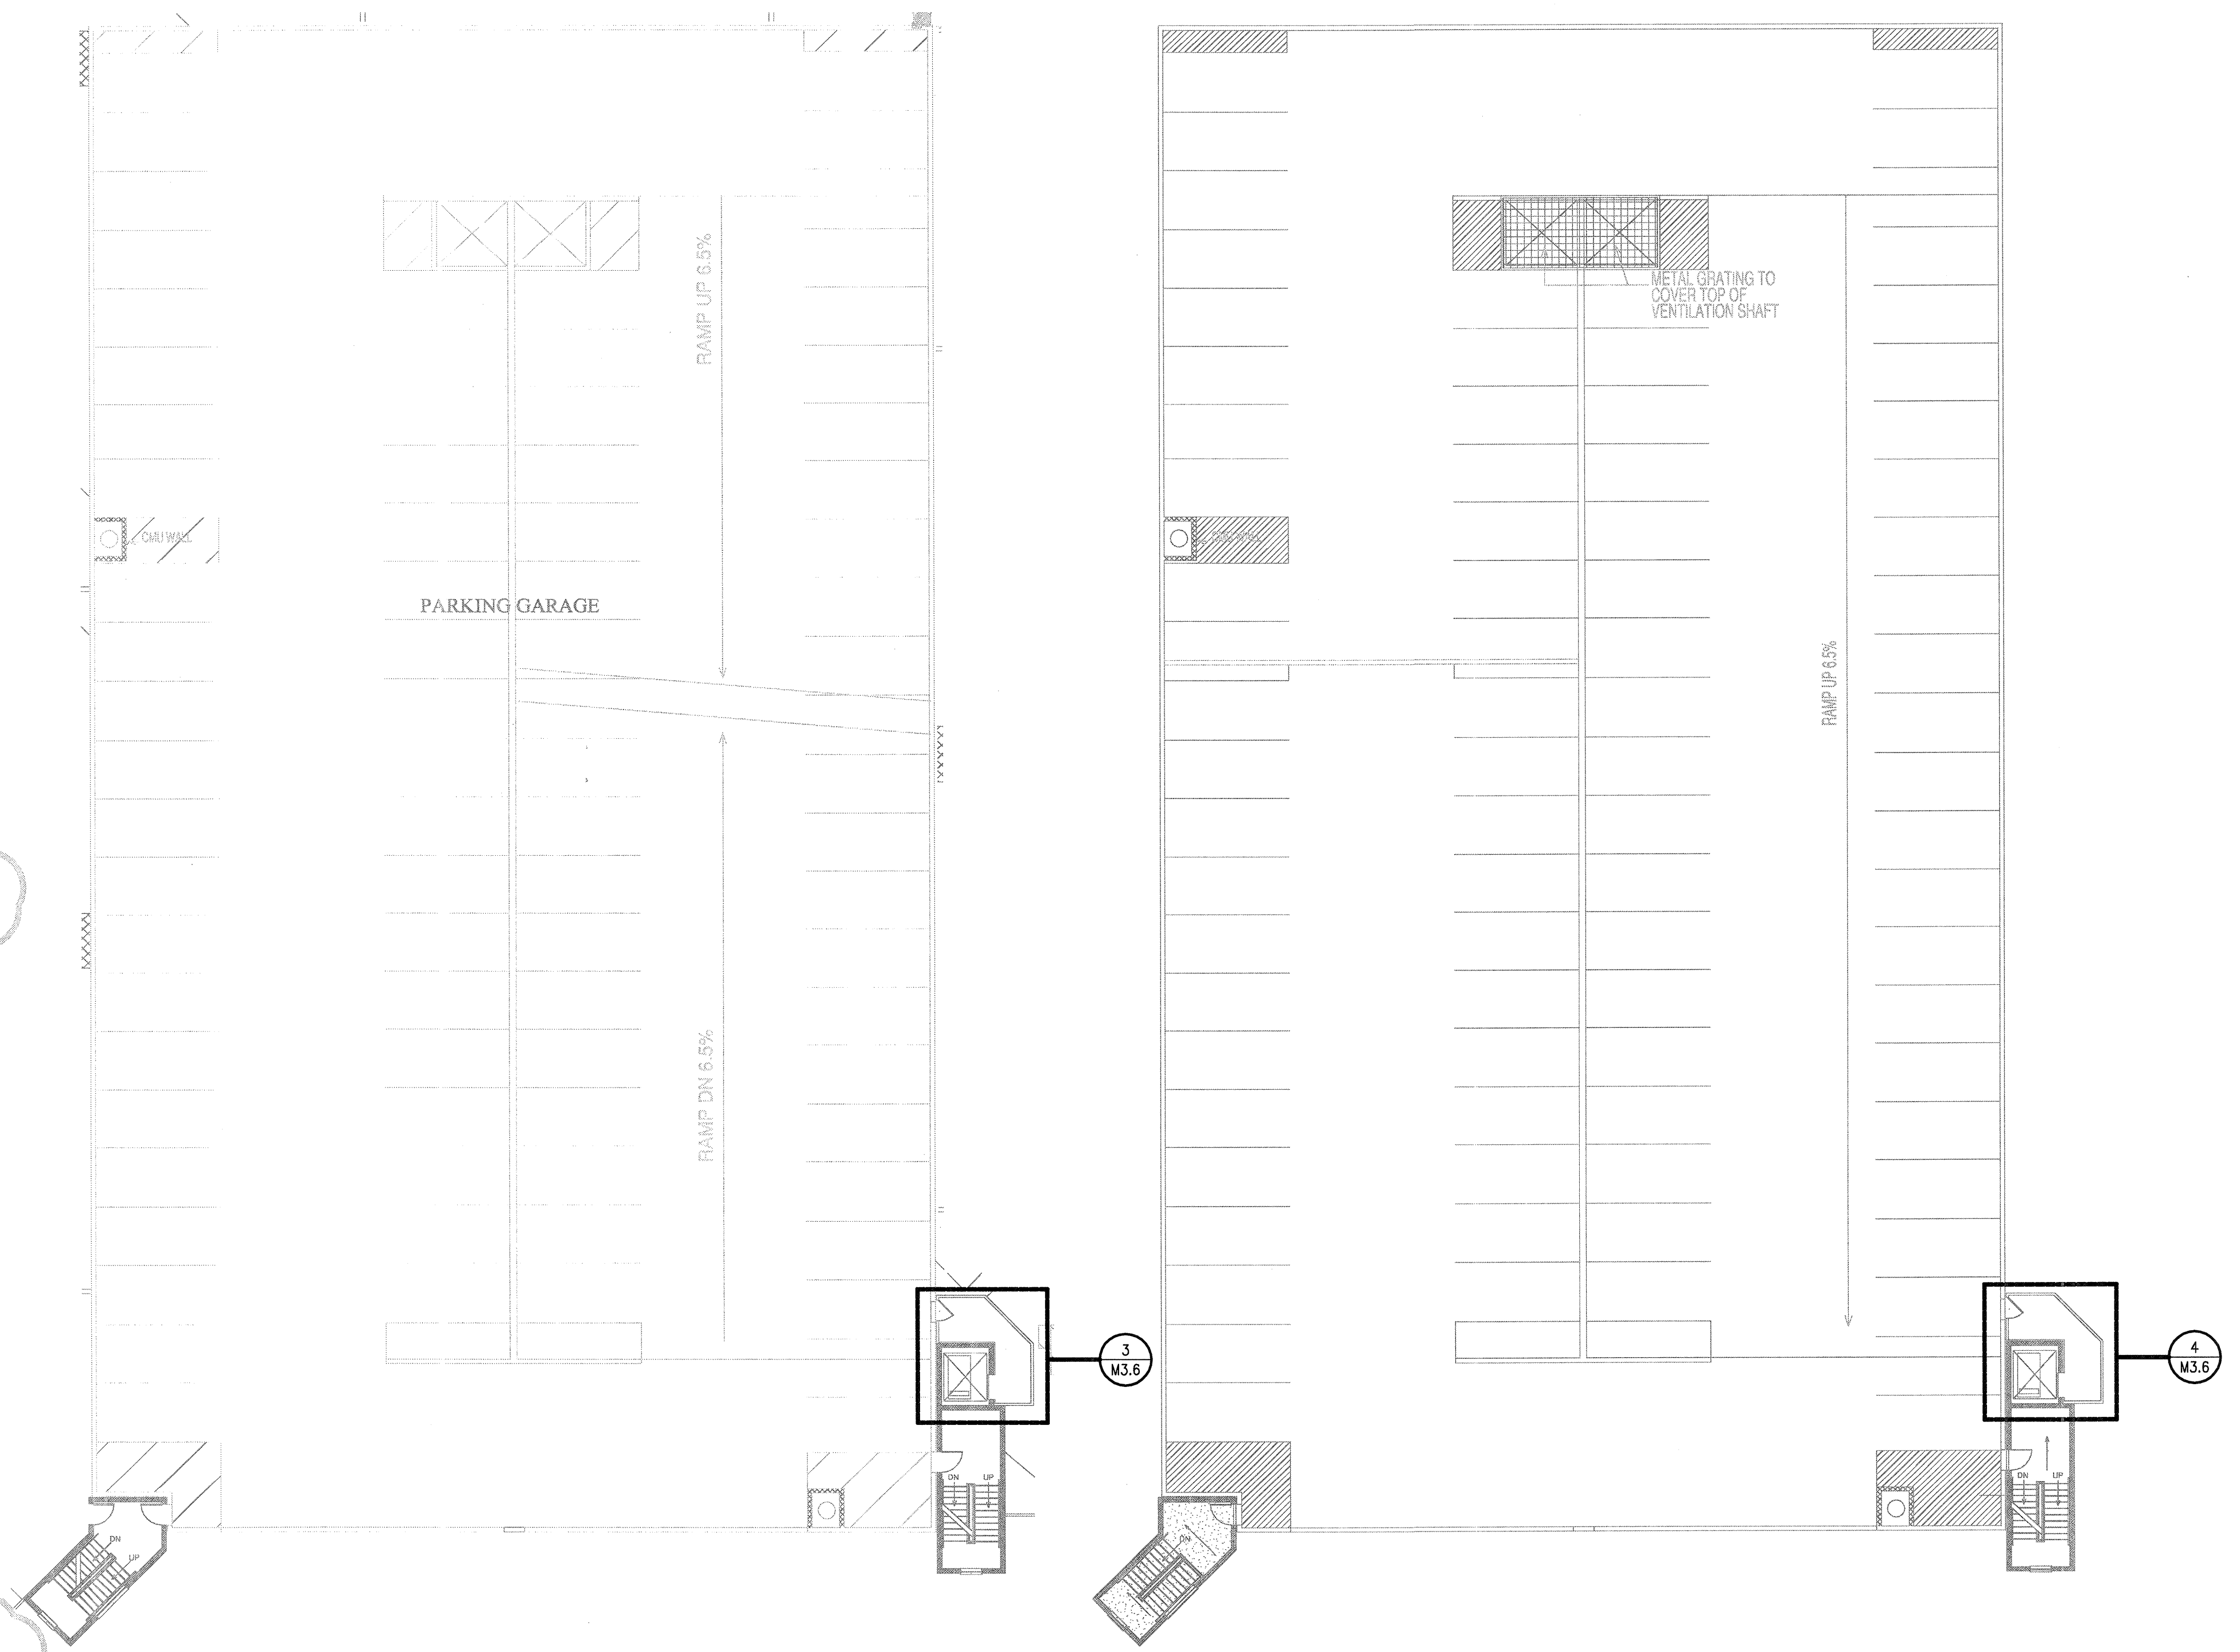 RAMP UP 6.5%
CMU WALL
PARKING GARAGE
RAMP DN 6.5%
3
M3.6
DN
UP
DN
UP
METAL GRATING TO
COVER TOP OF
VENTILATION SHAFT
RAMP UP 6.5%
4
M3.6
DN
UP
DN